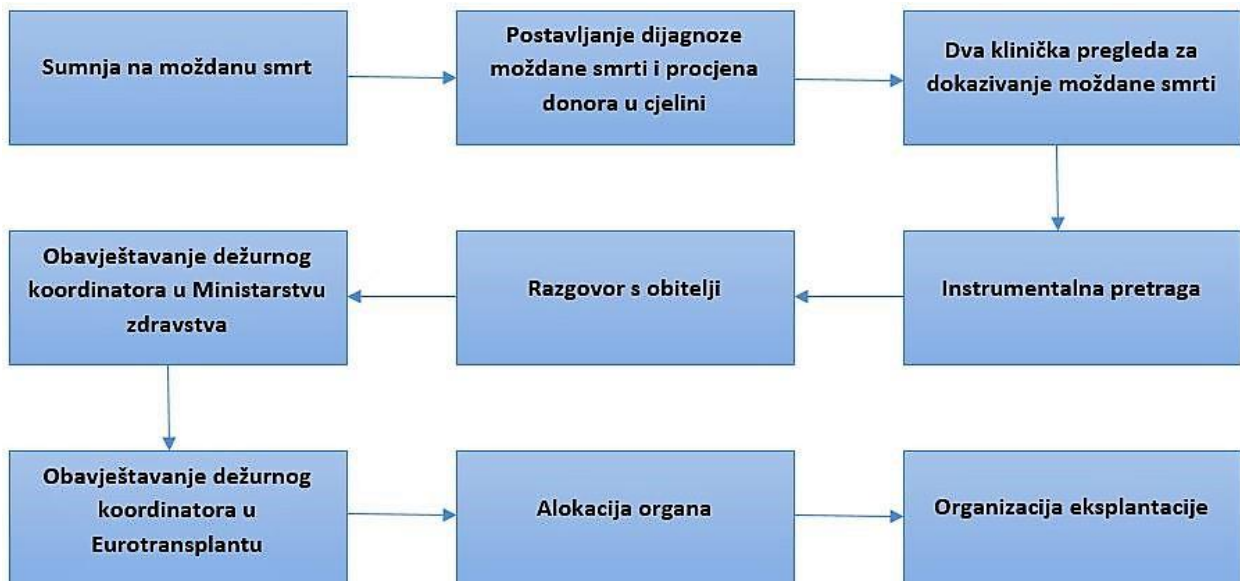 Sumnja na moždanu smrt
Postavljanje dijagnoze
moždane smrti i procjena
donora u cjelini
Dva klinička pregleda za
dokazivanje moždane smrti
Instrumentalna pretraga
Razgovor s obitelji
Obavještavanje dežurnog
koordinatora u Ministarstvu
zdravstva
Obavještavanje dežurnog
koordinatora u
Eurotransplantu
Alokacija organa
Organizacija eksplantacije